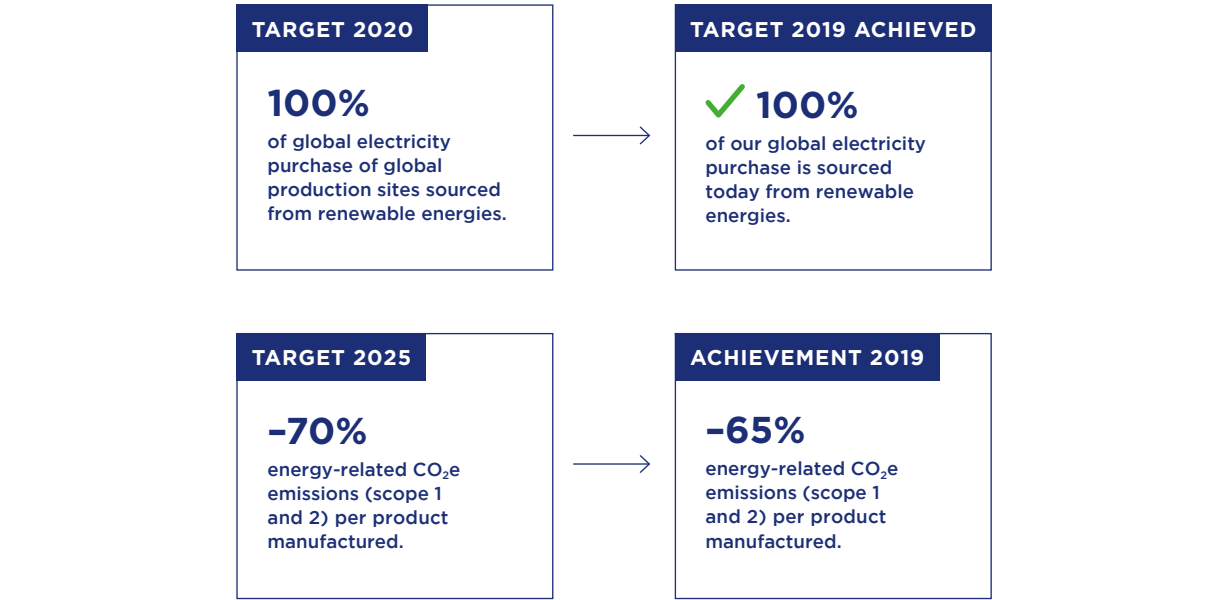 TARGET 2020
100%
of global electricity
purchase of global
production sites sourced
from renewable energies.
TARGET 2019 ACHIEVED
100%
of our global electricity
purchase is sourced
today from renewable
energies.
TARGET 2025
–70%
energy-related CO₂e
emissions (scope 1
and 2) per product
manufactured.
ACHIEVEMENT 2019
–65%
energy-related CO₂e
emissions (scope 1
and 2) per product
manufactured.